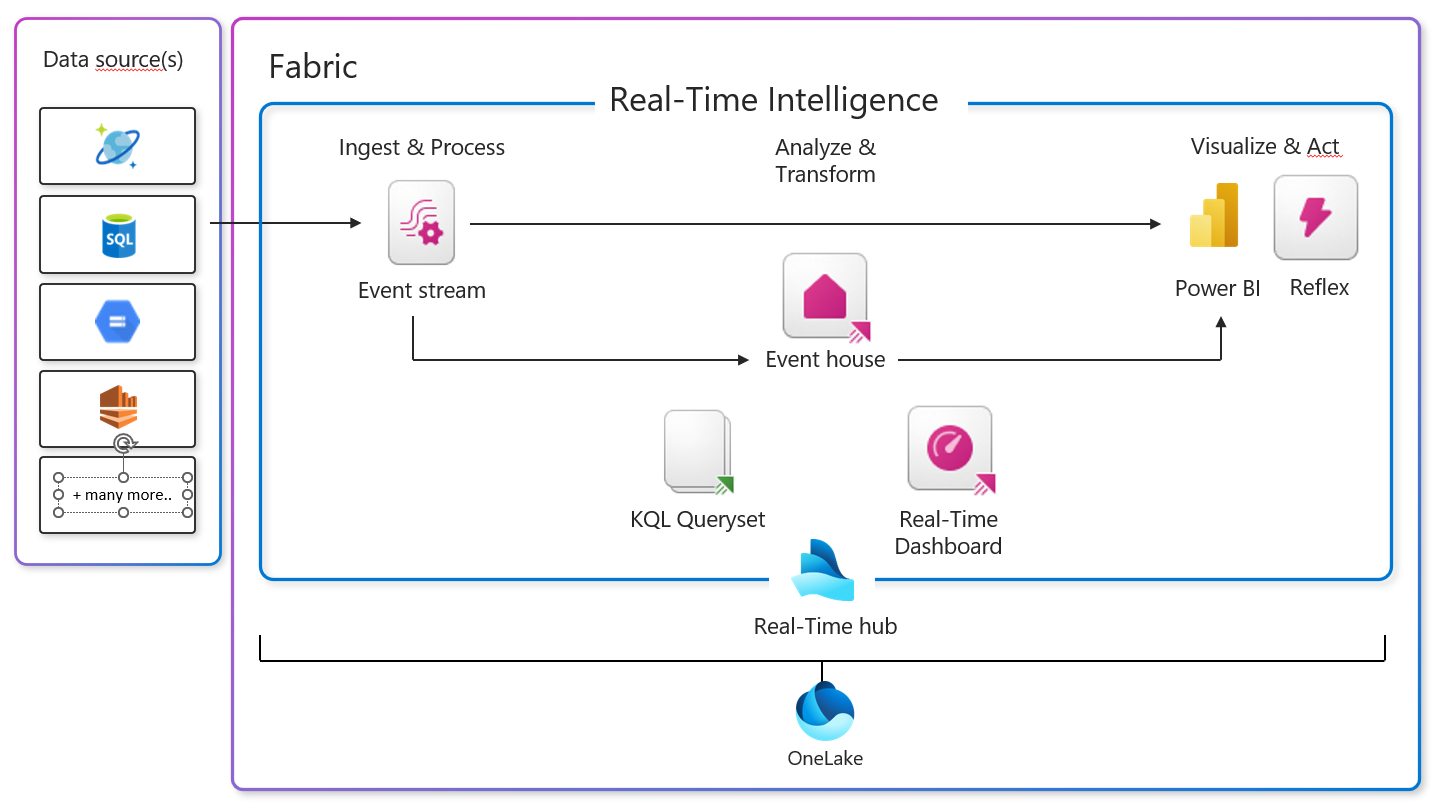 Data source(s)
SQL
+ many more..
Fabric
Real-Time Intelligence
Ingest & Process
Analyze &
Transform
Visualize & Act
Event stream
Power BI
Reflex
Event house
KQL Queryset
Real-Time
Dashboard
Real-Time hub
OneLake